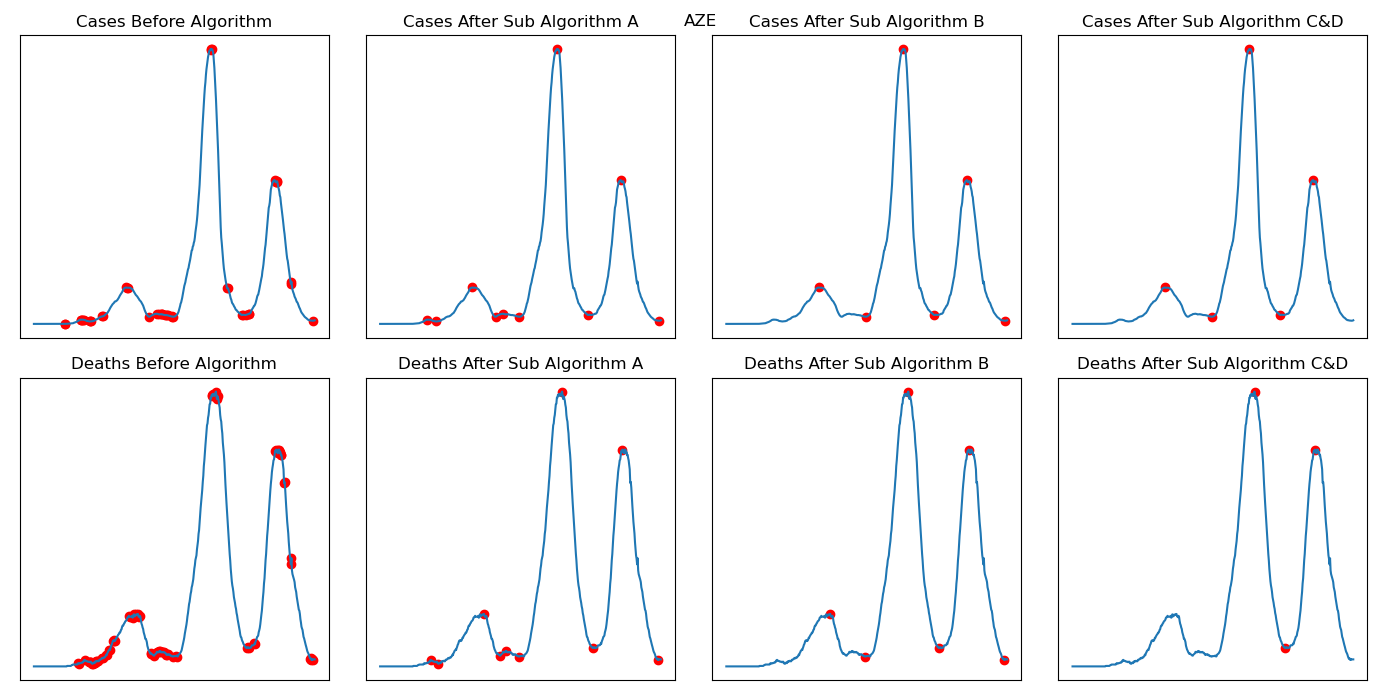 AZE
Cases Before Algorithm
Cases After Sub Algorithm A
Cases After Sub Algorithm B
Cases After Sub Algorithm C&D
Deaths Before Algorithm
Deaths After Sub Algorithm A
Deaths After Sub Algorithm B
Deaths After Sub Algorithm C&D